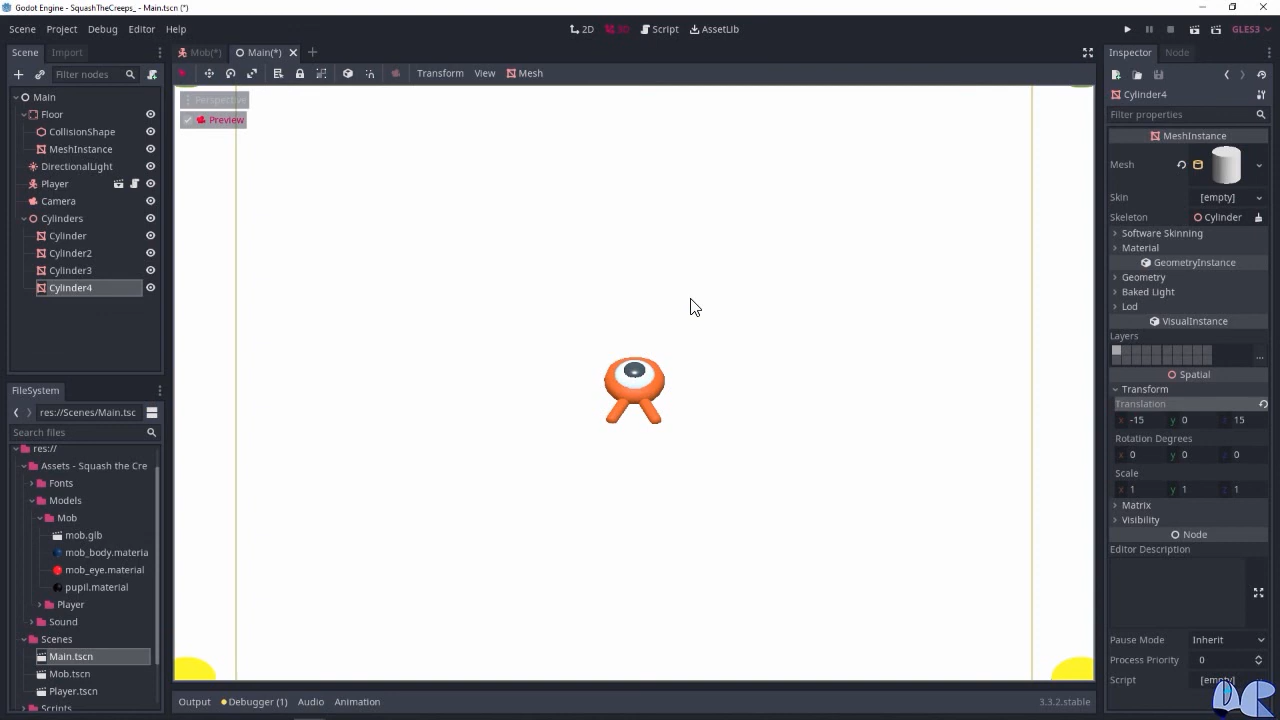 Godot Engine - SquashTheCreeps_ - Main.tscn (*)
Scene Project Debug Editor Help
2D 3D Script AssetLib
GLES3
Scene Import
Mob(*) Main(*)
Inspector Node
Filter nodes
Transform View Mesh
Main
Cylinder4
Floor
Perspective
Filter properties
CollisionShape
Preview
MeshInstance
MeshInstance
DirectionalLight
Mesh
Player
Skin [empty]
Camera
Skeleton Cylinder
Cylinders
Software Skinning
Cylinder
Material
Cylinder2
GeometryInstance
Cylinder3
Geometry
Cylinder4
Baked Light
Lod
VisualInstance
Layers
Spatial
Transform
Translation
x -15 y 0 z 15
Rotation Degrees
x 0 y 0 z 0
Scale
x 1 y 1 z 1
Matrix
Visibility
Node
Editor Description
Pause Mode Inherit
Process Priority 0
Script [empty]
FileSystem
res://Scenes/Main.tsc
Search files
res://
Assets - Squash the Cre
Fonts
Models
Mob
mob.glb
mob_body.materia
mob_eye.material
pupil.material
Player
Sound
Scenes
Main.tscn
Mob.tscn
Player.tscn
Scripts
Output Debugger (1) Audio Animation
3.3.2.stable
DR